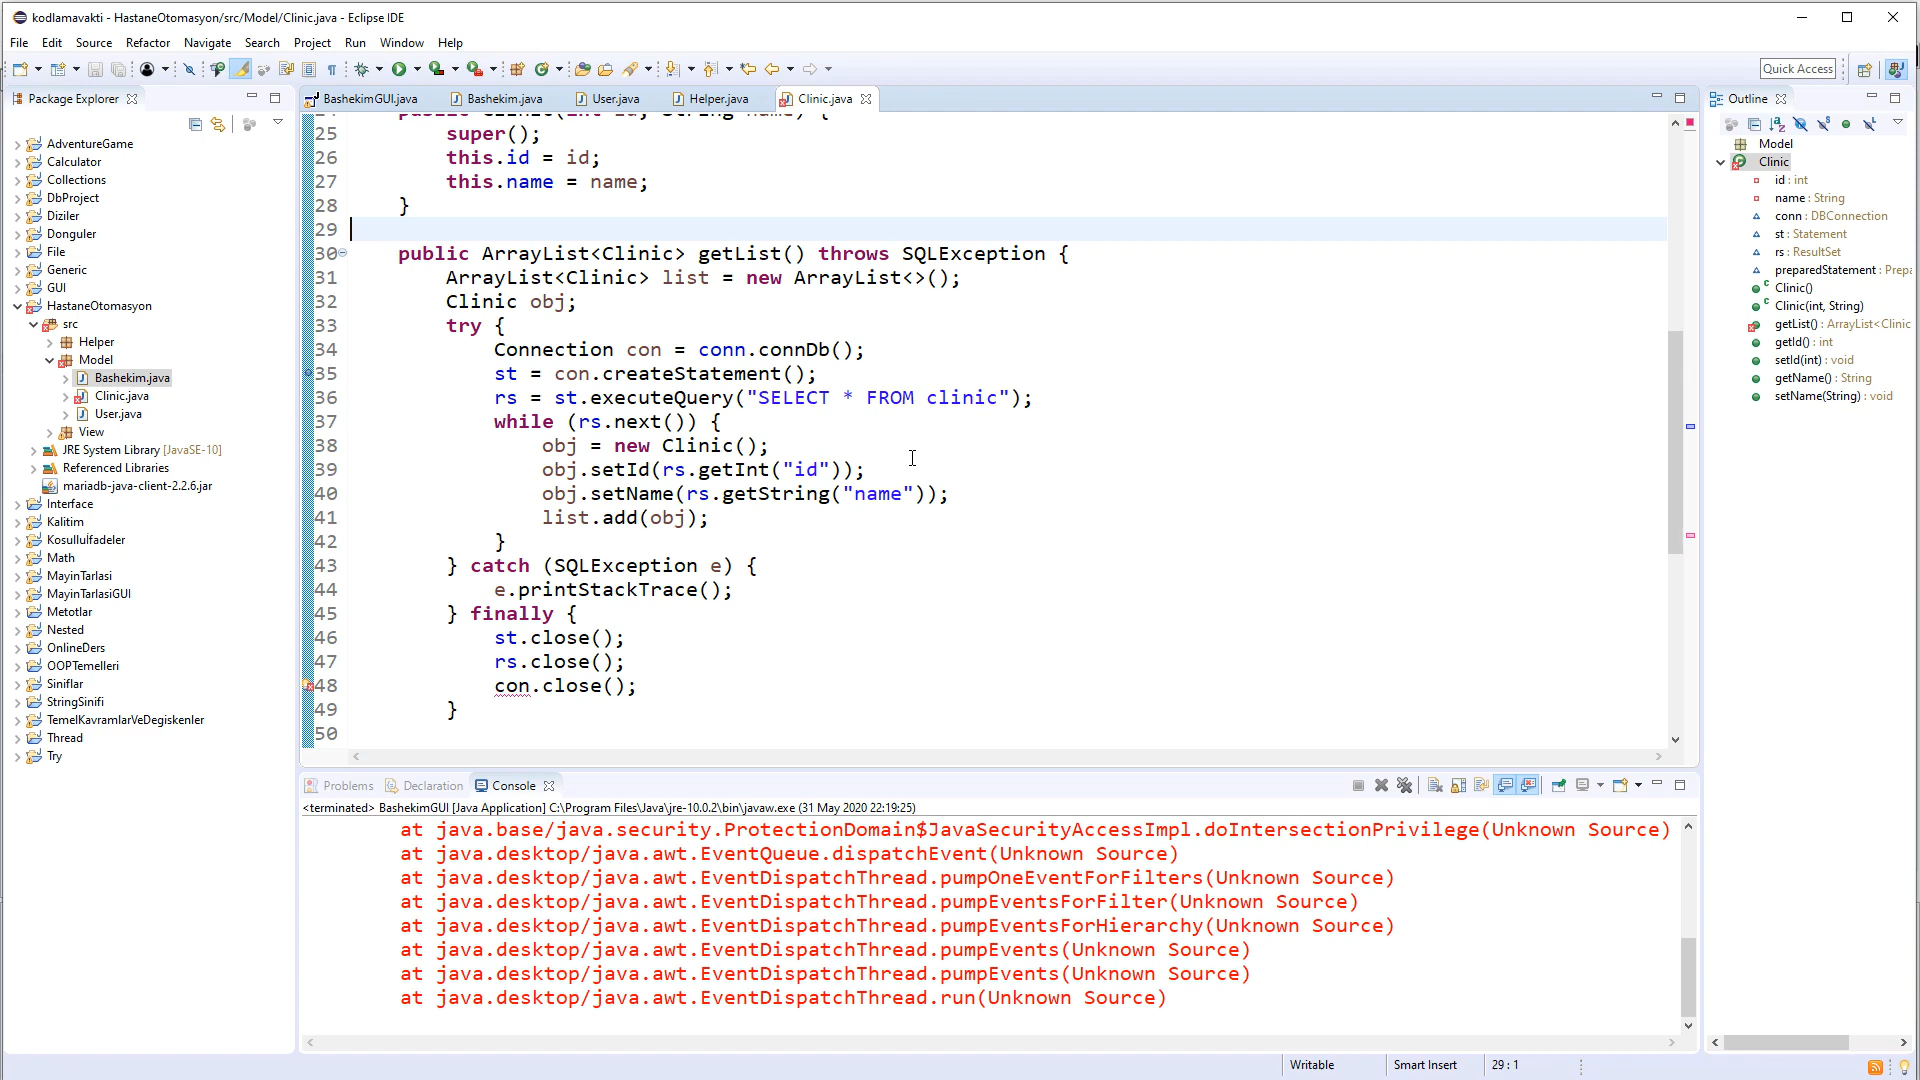 kodlamavakti - HastaneOtomasyon/src/Model/Clinic.java - Eclipse IDE
File Edit Source Refactor Navigate Search Project Run Window Help
Quick Access
Package Explorer
AdventureGame
Calculator
Collections
DbProject
Diziler
Donguler
File
Generic
GUI
HastaneOtomasyon
src
Helper
Model
Bashekim.java
Clinic.java
User.java
View
JRE System Library [JavaSE-10]
Referenced Libraries
mariadb-java-client-2.2.6.jar
Interface
Kalitim
Kosulluİfadeler
Math
MayinTarlasi
MayinTarlasiGUI
Metotlar
Nested
OnlineDers
OOPTemelleri
Siniflar
StringSinifi
TemelKavramlarVeDegiskenler
Thread
Try
BashekimGUI.java Bashekim.java User.java Helper.java Clinic.java
24 public Clinic(int id, String name) {
25 super();
26 this.id = id;
27 this.name = name;
28 }
29
30 public ArrayList<Clinic> getList() throws SQLException {
31 ArrayList<Clinic> list = new ArrayList<>();
32 Clinic obj;
33 try {
34 Connection con = conn.connDb();
35 st = con.createStatement();
36 rs = st.executeQuery("SELECT * FROM clinic");
37 while (rs.next()) {
38 obj = new Clinic();
39 obj.setId(rs.getInt("id"));
40 obj.setName(rs.getString("name"));
41 list.add(obj);
42 }
43 } catch (SQLException e) {
44 e.printStackTrace();
45 } finally {
46 st.close();
47 rs.close();
48 con.close();
49 }
50
Problems Declaration Console
<terminated> BashekimGUI [Java Application] C:\Program Files\Java\jre-10.0.2\bin\javaw.exe (31 May 2020 22:19:25)
at java.base/java.security.ProtectionDomain$JavaSecurityAccessImpl.doIntersectionPrivilege(Unknown Source)
at java.desktop/java.awt.EventQueue.dispatchEvent(Unknown Source)
at java.desktop/java.awt.EventDispatchThread.pumpOneEventForFilters(Unknown Source)
at java.desktop/java.awt.EventDispatchThread.pumpEventsForFilter(Unknown Source)
at java.desktop/java.awt.EventDispatchThread.pumpEventsForHierarchy(Unknown Source)
at java.desktop/java.awt.EventDispatchThread.pumpEvents(Unknown Source)
at java.desktop/java.awt.EventDispatchThread.pumpEvents(Unknown Source)
at java.desktop/java.awt.EventDispatchThread.run(Unknown Source)
Outline
Model
Clinic
id : int
name : String
conn : DBConnection
st : Statement
rs : ResultSet
preparedStatement : Prepa
Clinic()
Clinic(int, String)
getList() : ArrayList<Clinic
getId() : int
setId(int) : void
getName() : String
setName(String) : void
Writable Smart Insert 29 : 1